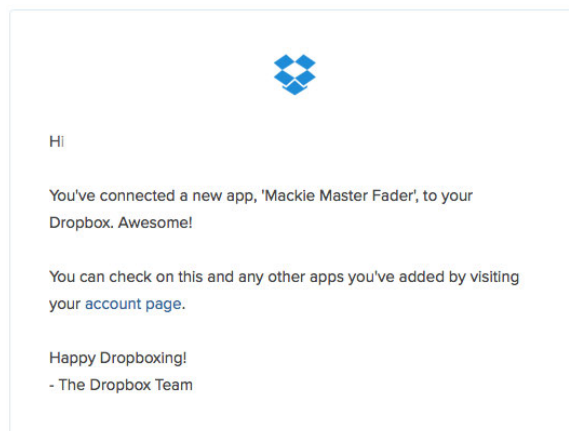 Hi
You've connected a new app, 'Mackie Master Fader', to your
Dropbox. Awesome!
You can check on this and any other apps you've added by visiting
your account page.
Happy Dropboxing!
- The Dropbox Team